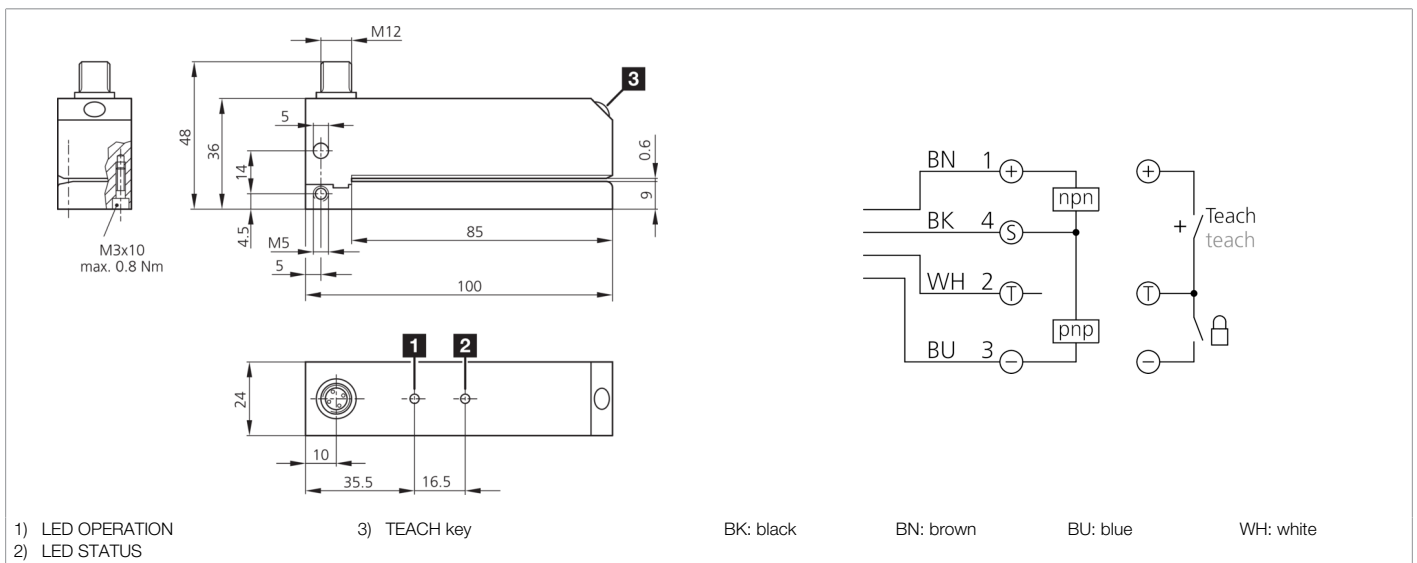 M12
3
5
48
36
14
0.6
9
4.5
M5
5
85
100
M3x10
max. 0.8 Nm
1 2
24
10
35.5 16.5
BN 1 +
npn
BK 4 S
WH 2 T
pnp
BU 3 −
+
+ Teach
teach
T
−
1) LED OPERATION 3) TEACH key BK: black BN: brown BU: blue WH: white
2) LED STATUS